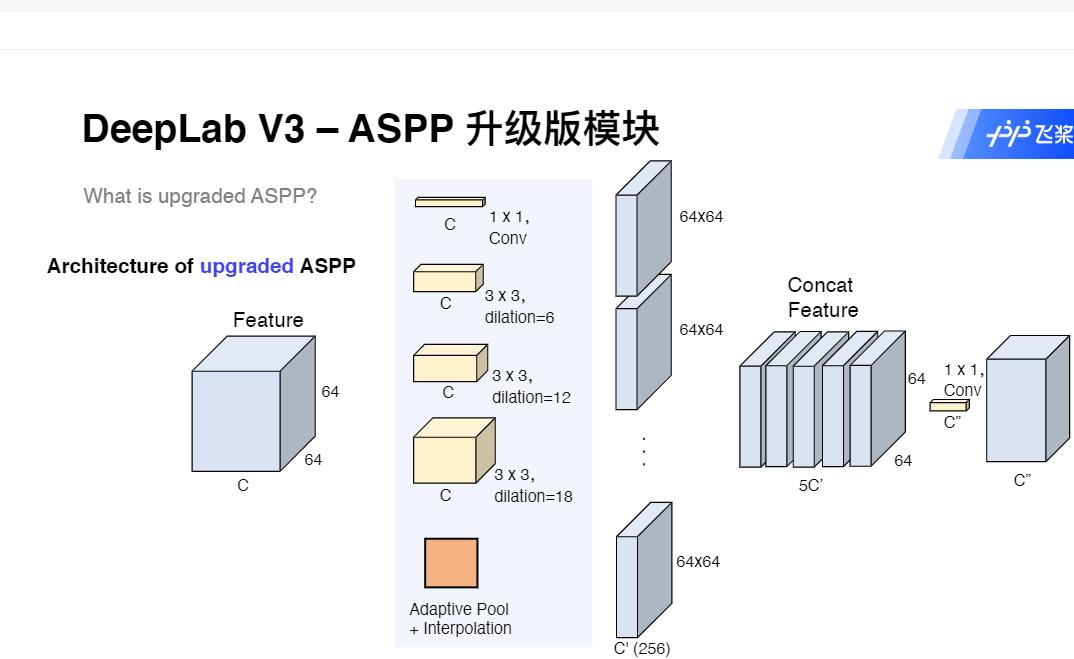 DeepLab V3 – ASPP 升级版模块
飞桨
What is upgraded ASPP?
Architecture of upgraded ASPP
Feature
64
64
C
C
1 x 1,
Conv
C
3 x 3,
dilation=6
C
3 x 3,
dilation=12
C
3 x 3,
dilation=18
Adaptive Pool
+ Interpolation
64x64
64x64
64x64
C' (256)
Concat
Feature
64
64
5C'
1 x 1,
Conv
C”
C”